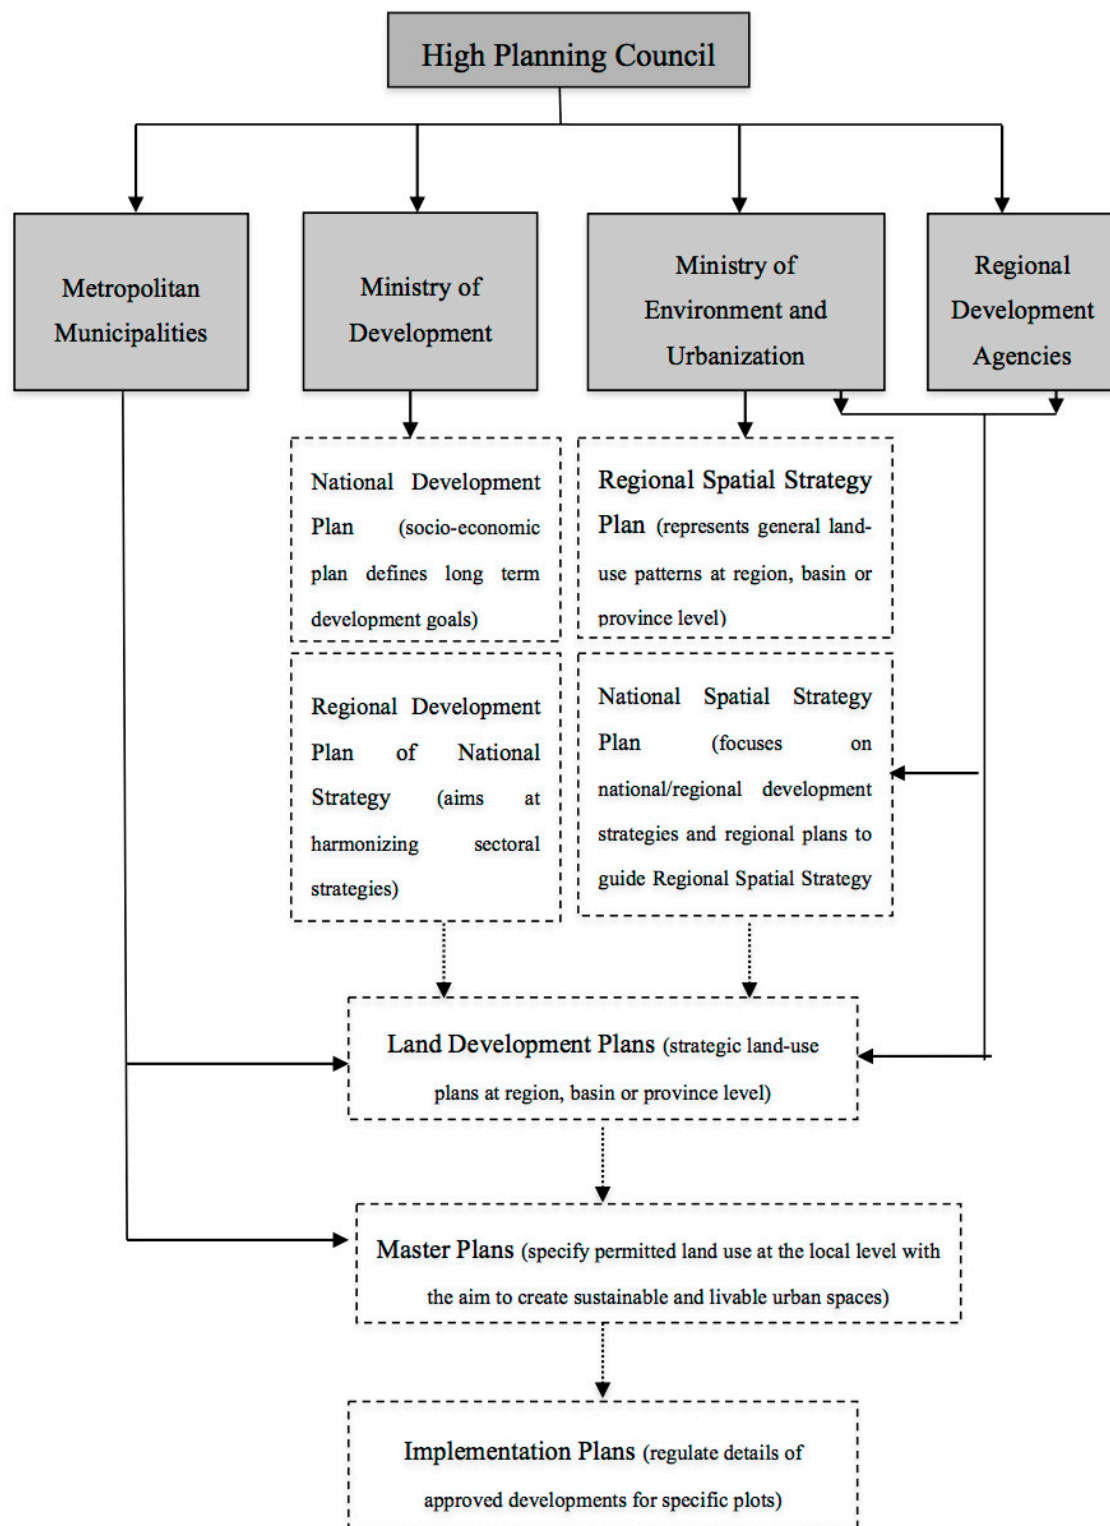 High Planning Council
Metropolitan
Municipalities
Ministry of
Development
Ministry of
Environment and
Urbanization
Regional
Development
Agencies
National Development
Plan (socio-economic
plan defines long term
development goals)
Regional Spatial Strategy
Plan (represents general land-
use patterns at region, basin or
province level)
Regional Development
Plan of National
Strategy (aims at
harmonizing sectoral
strategies)
National Spatial Strategy
Plan (focuses on
national/regional development
strategies and regional plans to
guide Regional Spatial Strategy
Land Development Plans (strategic land-use
plans at region, basin or province level)
Master Plans (specify permitted land use at the local level with
the aim to create sustainable and livable urban spaces)
Implementation Plans (regulate details of
approved developments for specific plots)